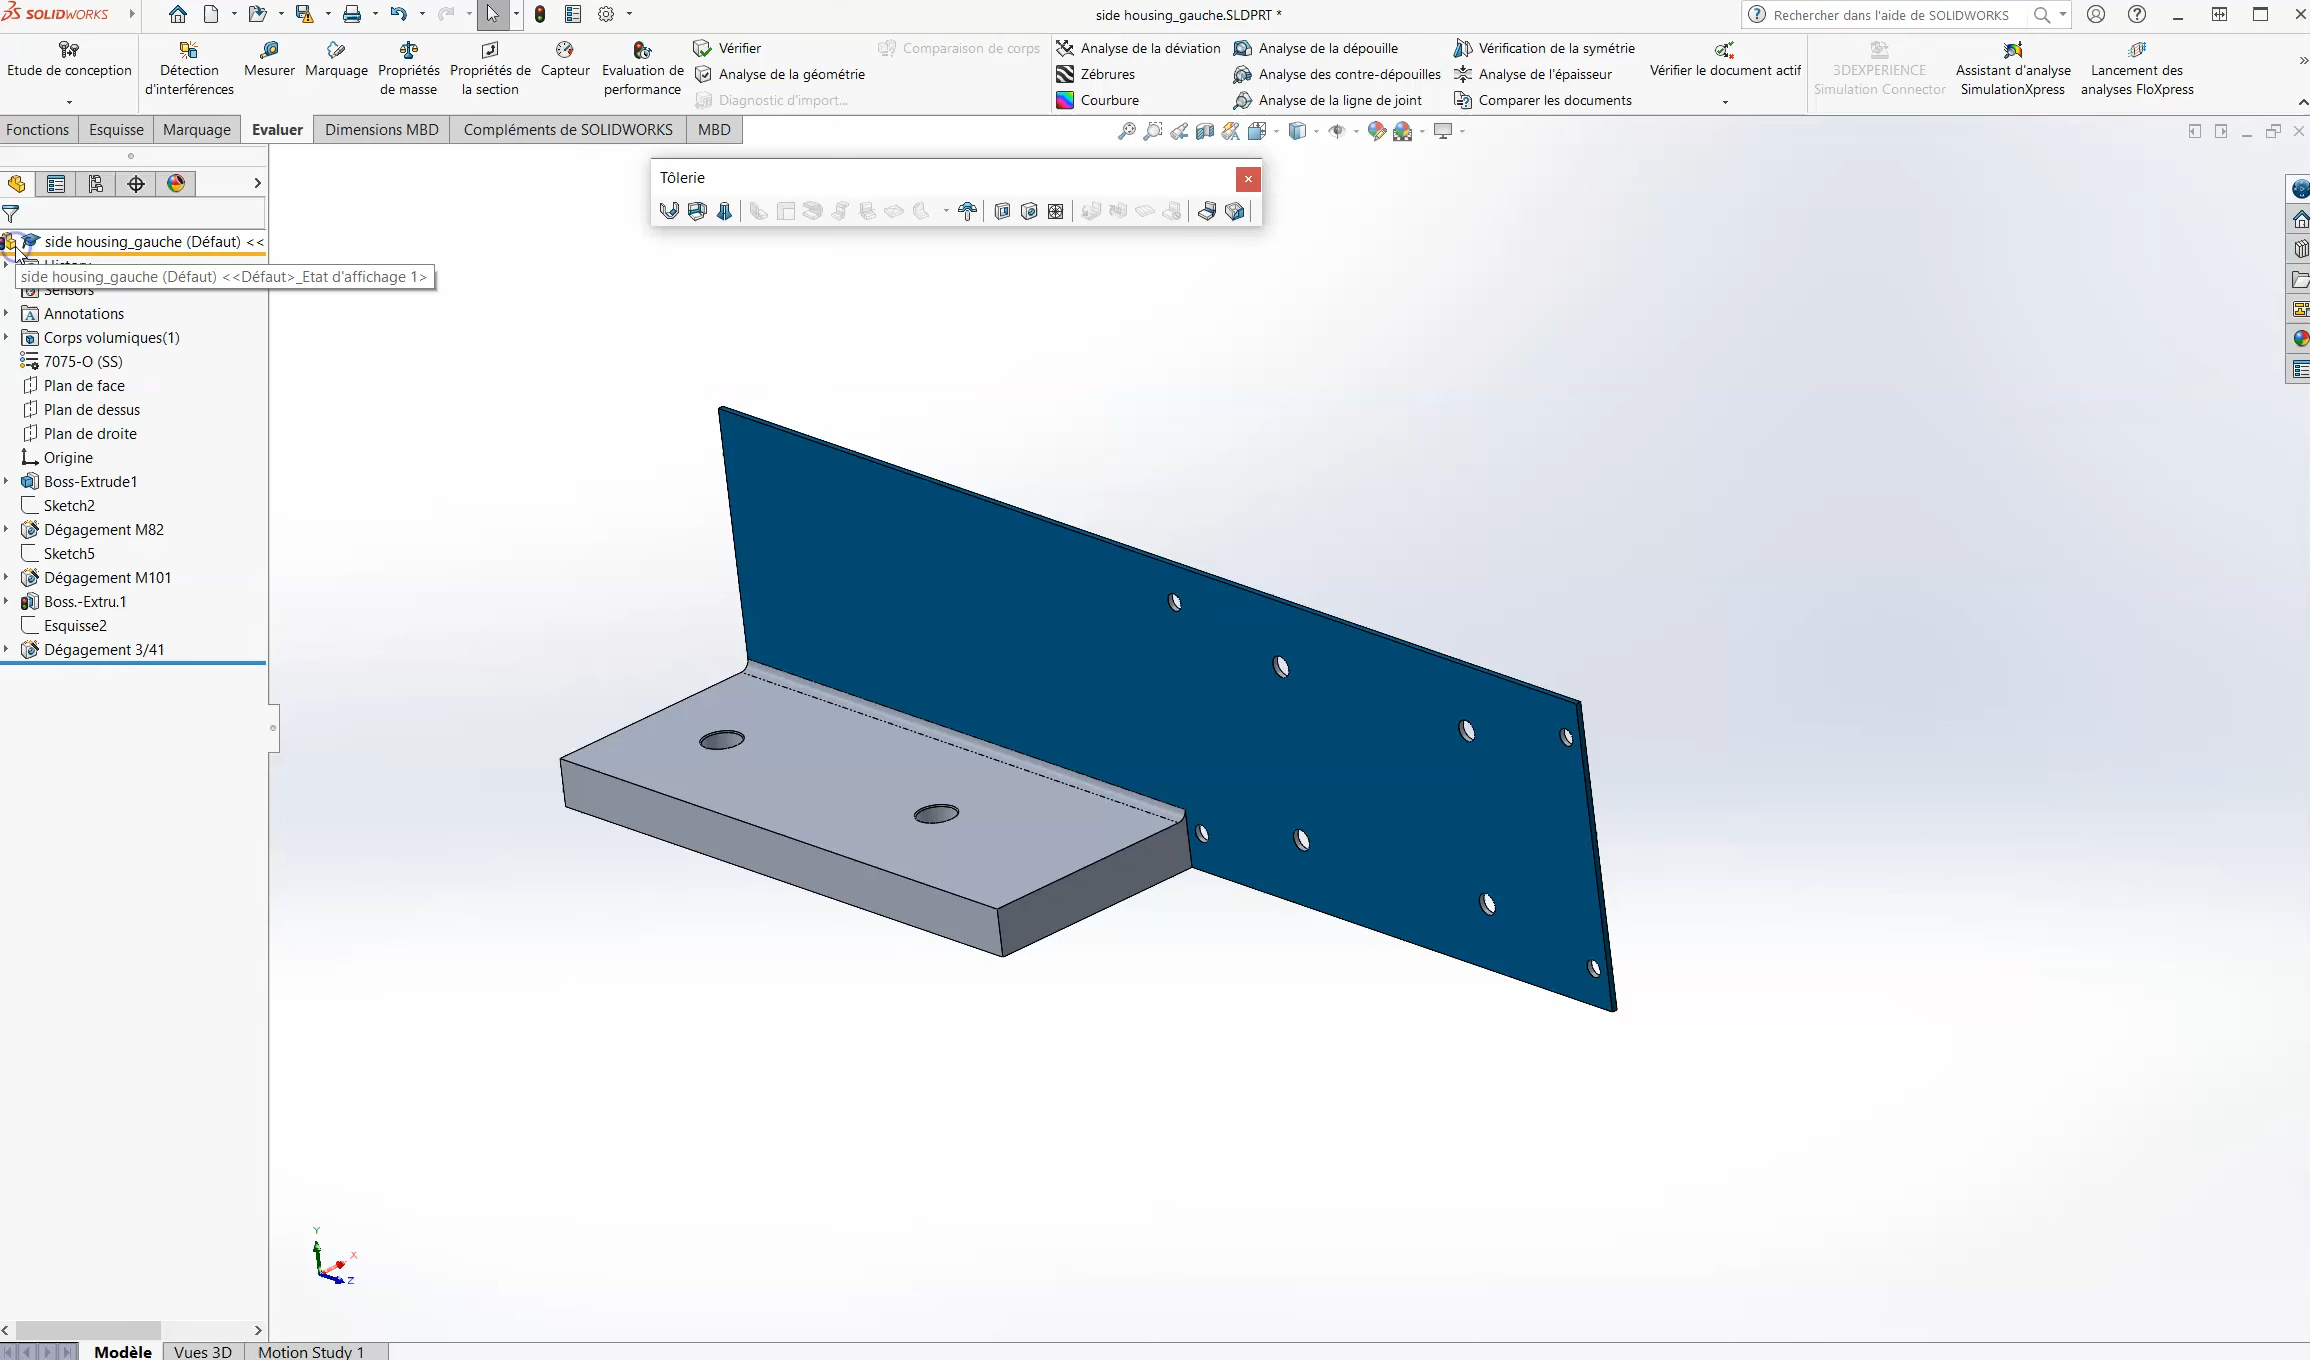 SOLIDWORKS
side housing_gauche.SLDPRT *
Rechercher dans l'aide de SOLIDWORKS
Etude de conception
Détection d'interférences
Mesurer
Marquage
Propriétés de masse
Propriétés de la section
Capteur
Evaluation de performance
Vérifier
Analyse de la géométrie
Diagnostic d'import...
Comparaison de corps
Analyse de la déviation
Zébrures
Courbure
Analyse de la dépouille
Analyse des contre-dépouilles
Analyse de la ligne de joint
Vérification de la symétrie
Analyse de l'épaisseur
Comparer les documents
Vérifier le document actif
3DEXPERIENCE Simulation Connector
Assistant d'analyse SimulationXpress
Lancement des analyses FloXpress
Fonctions
Esquisse
Marquage
Evaluer
Dimensions MBD
Compléments de SOLIDWORKS
MBD
Tôlerie
side housing_gauche (Défaut) <<
History
side housing_gauche (Défaut) <<Défaut>_Etat d'affichage 1>
Sensors
Annotations
Corps volumiques(1)
7075-O (SS)
Plan de face
Plan de dessus
Plan de droite
Origine
Boss-Extrude1
Sketch2
Dégagement M82
Sketch5
Dégagement M101
Boss.-Extru.1
Esquisse2
Dégagement 3/41
Y
X
Z
Modèle
Vues 3D
Motion Study 1